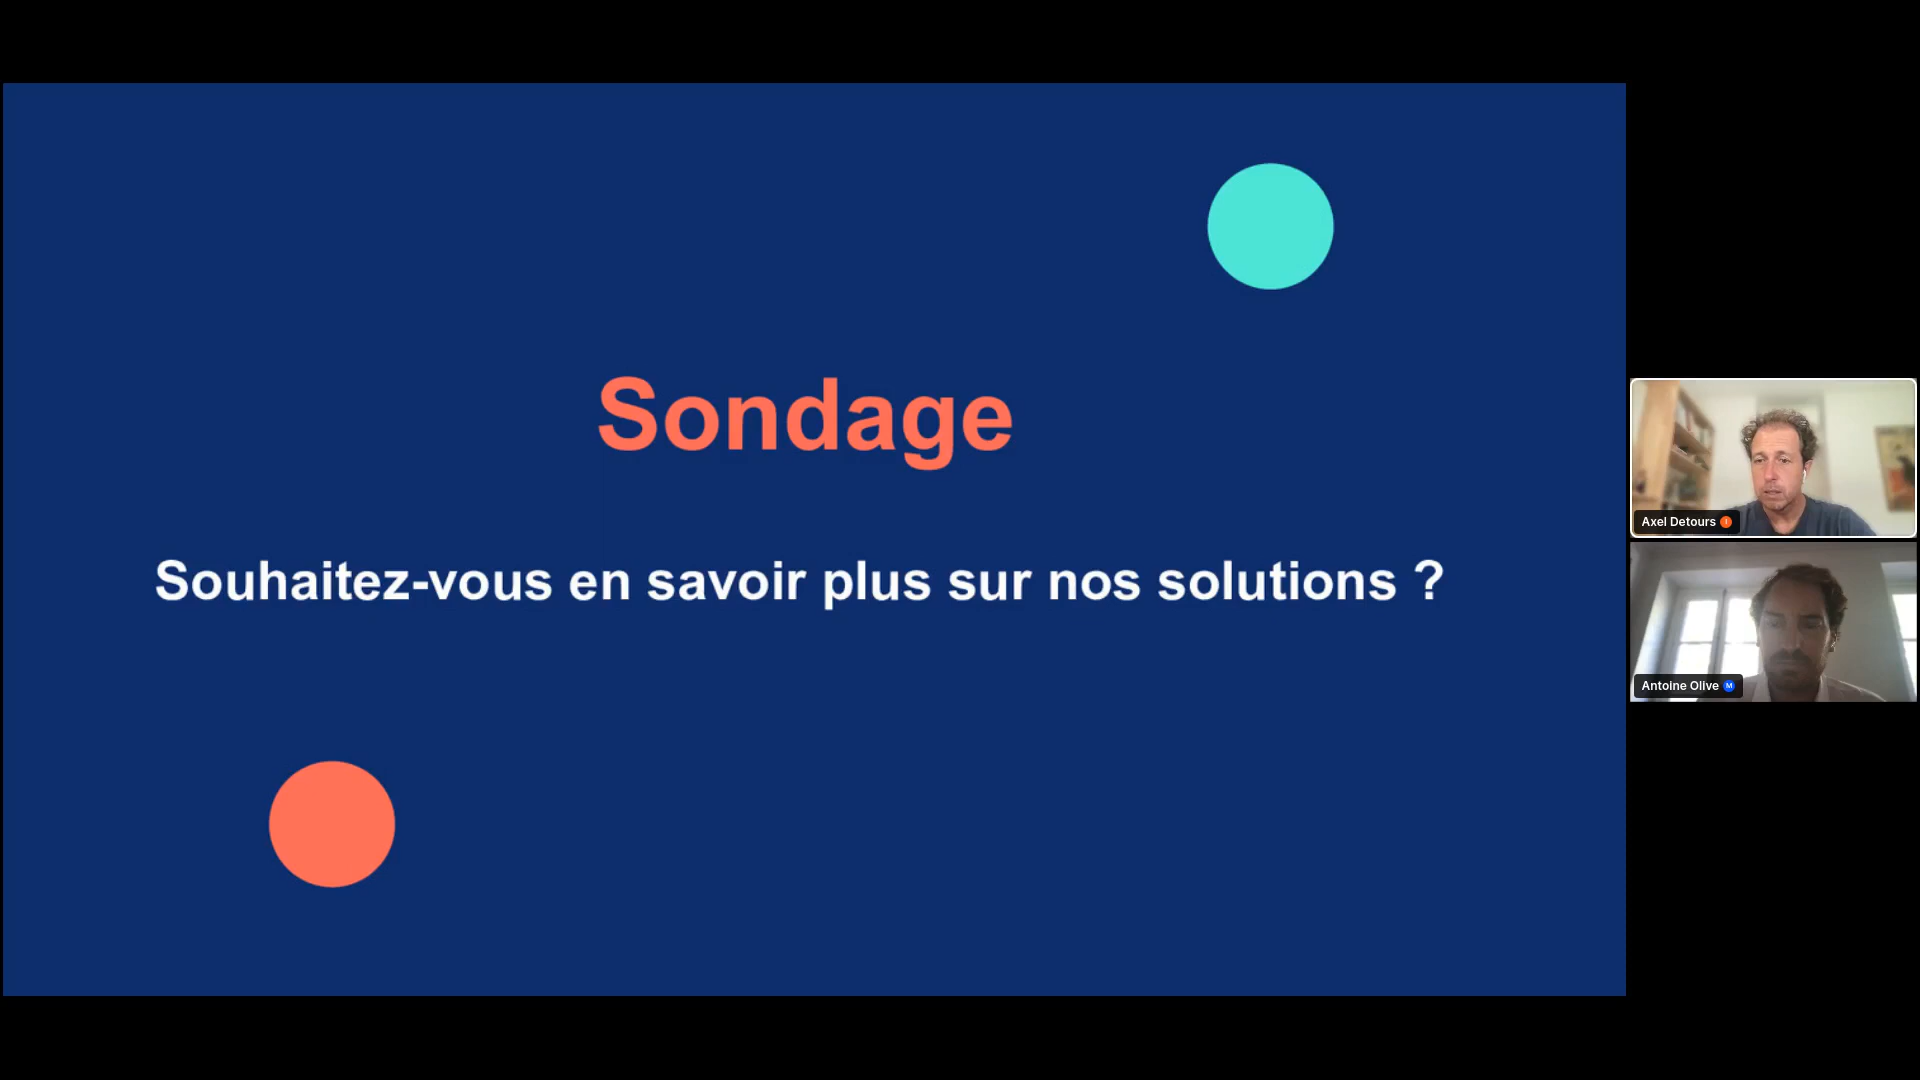 Sondage
Souhaitez-vous en savoir plus sur nos solutions ?
Axel Detours I
Antoine Olive M